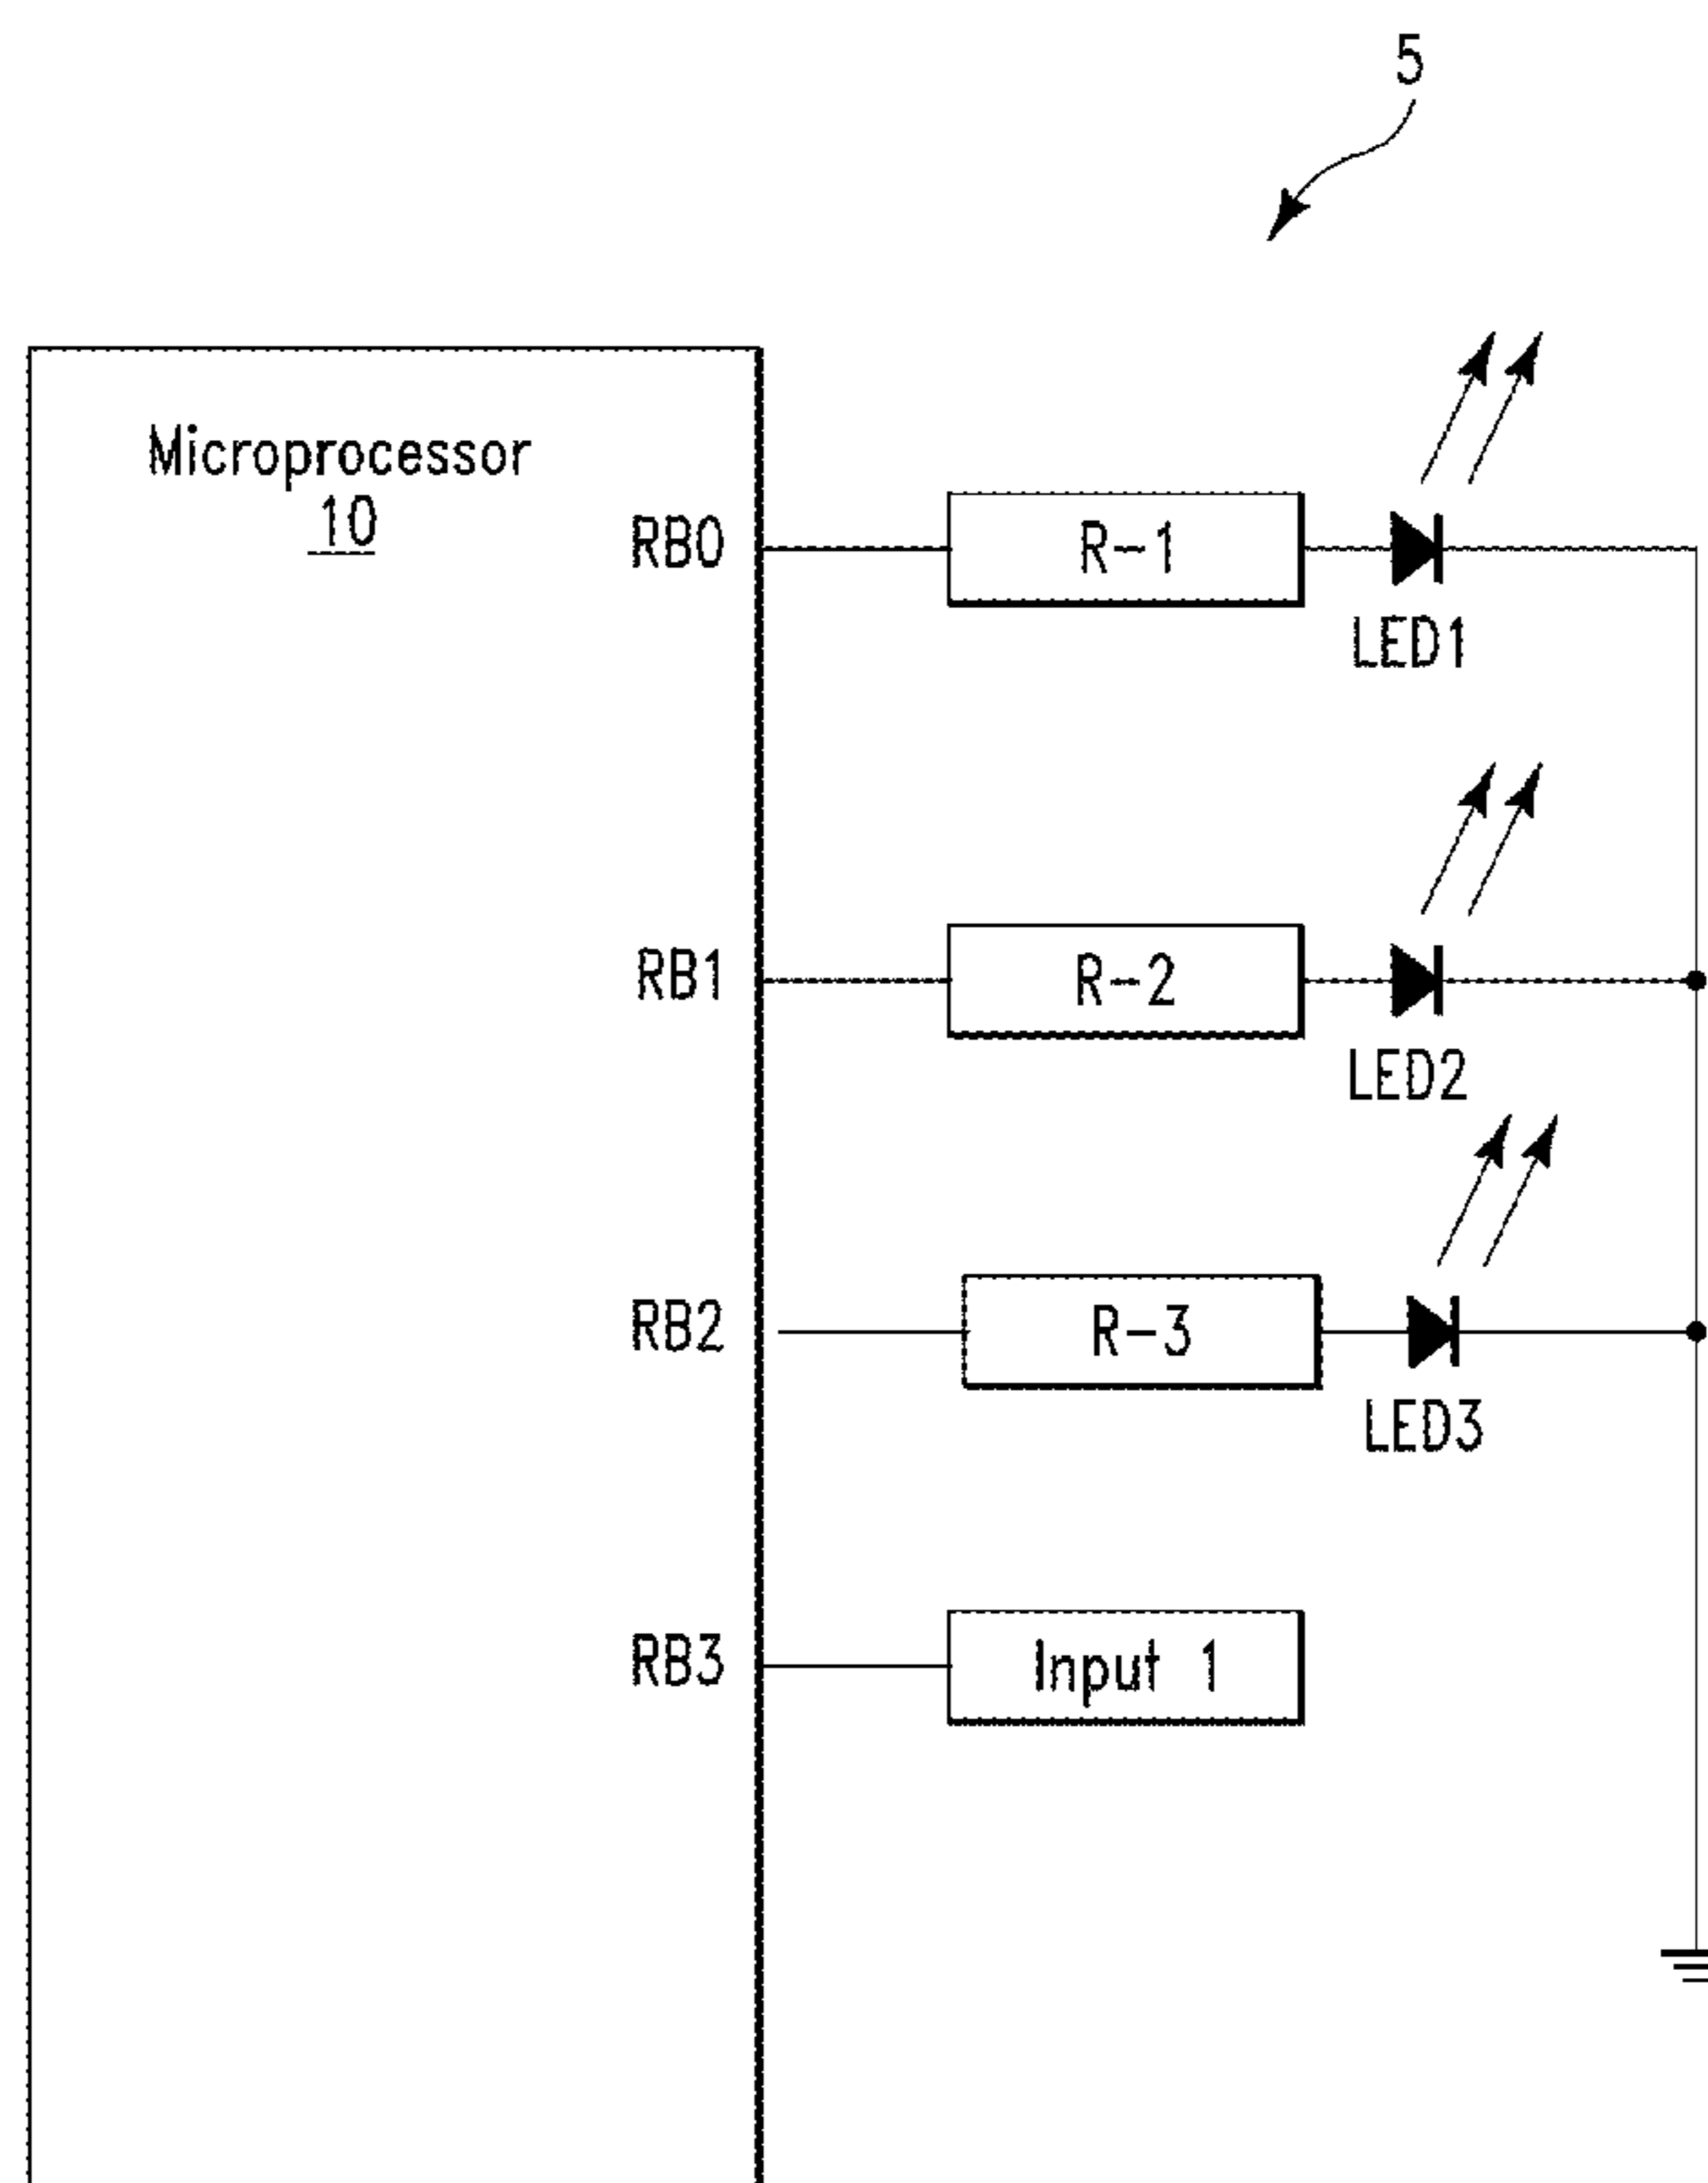 5
Microprocessor
10
RB0
R-1
LED1
RB1
R-2
LED2
RB2
R-3
LED3
RB3
Input 1